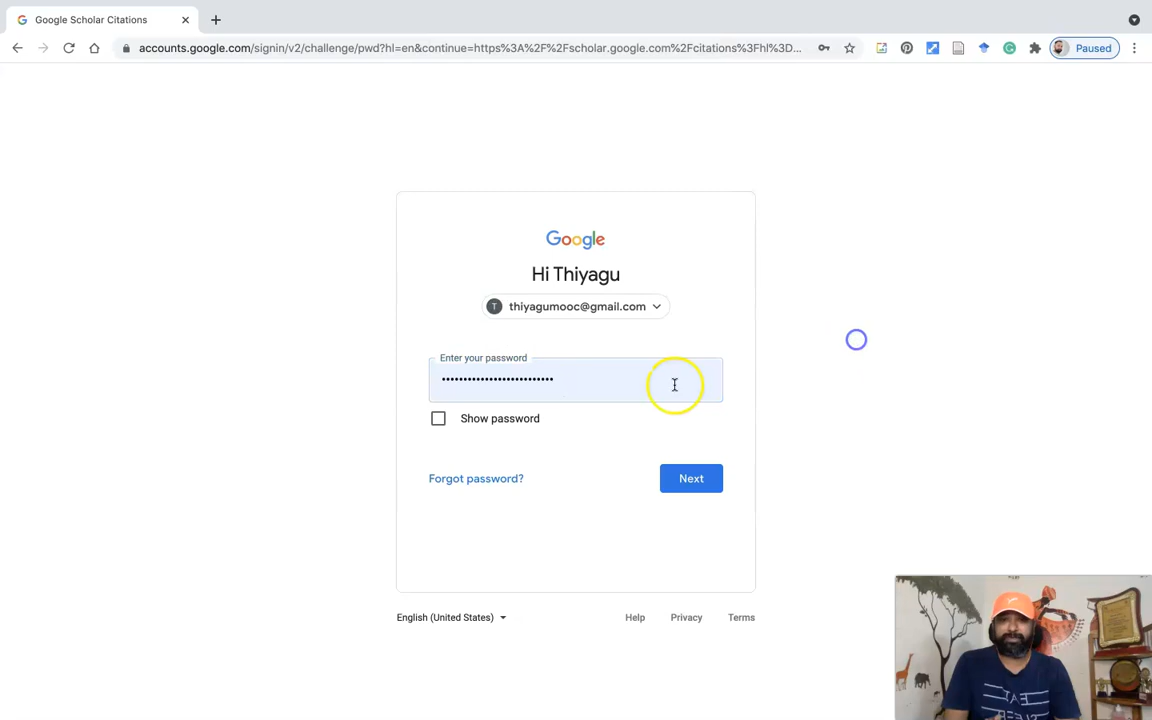 Google Scholar Citations
accounts.google.com/signin/v2/challenge/pwd?hl=en&continue=https%3A%2F%2Fscholar.google.com%2Fcitations%3Fhl%3D...
Paused
Google
Hi Thiyagu
T thiyagumooc@gmail.com
Enter your password
••••••••••••••••••••••••••
Show password
Forgot password?
Next
English (United States)
Help
Privacy
Terms